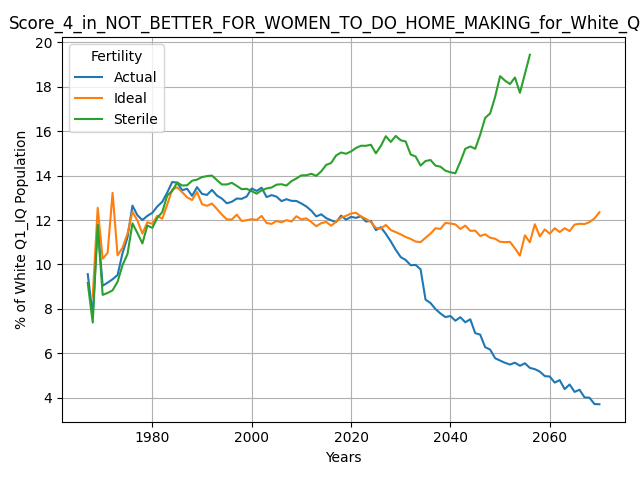 Score_4_in_NOT_BETTER_FOR_WOMEN_TO_DO_HOME_MAKING_for_White_Q
20
18
16
14
12
10
8
6
4
% of White Q1_IQ Population
Fertility
Actual
Ideal
Sterile
1980
2000
2020
2040
2060
Years